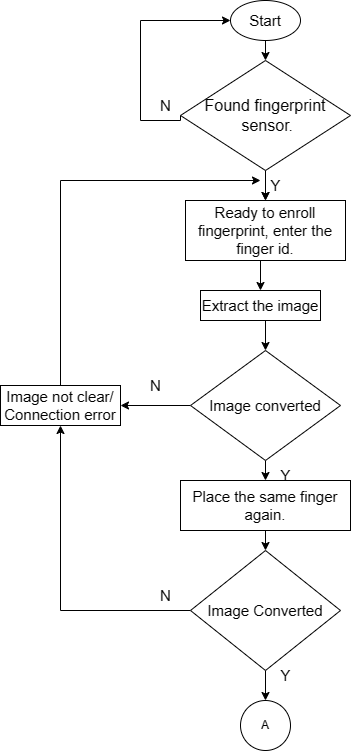 Start
N
Found fingerprint
sensor.
Y
Ready to enroll
fingerprint, enter the
finger id.
Extract the image
N
Image not clear/
Connection error
Image converted
Y
Place the same finger
again.
N
Image Converted
Y
A